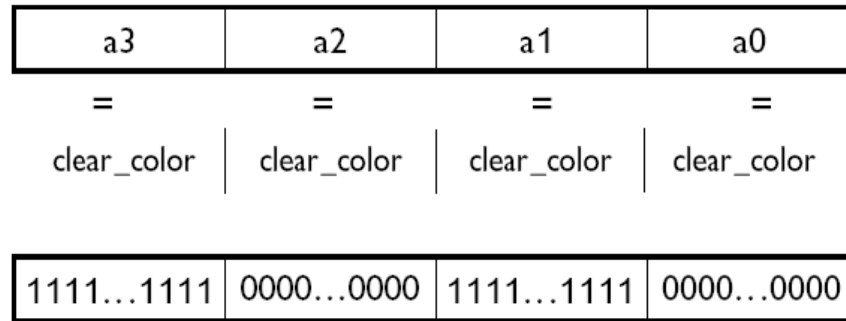 a3 a2 a1 a0
= = = =
clear_color clear_color clear_color clear_color
1111...1111 0000...0000 1111...1111 0000...0000